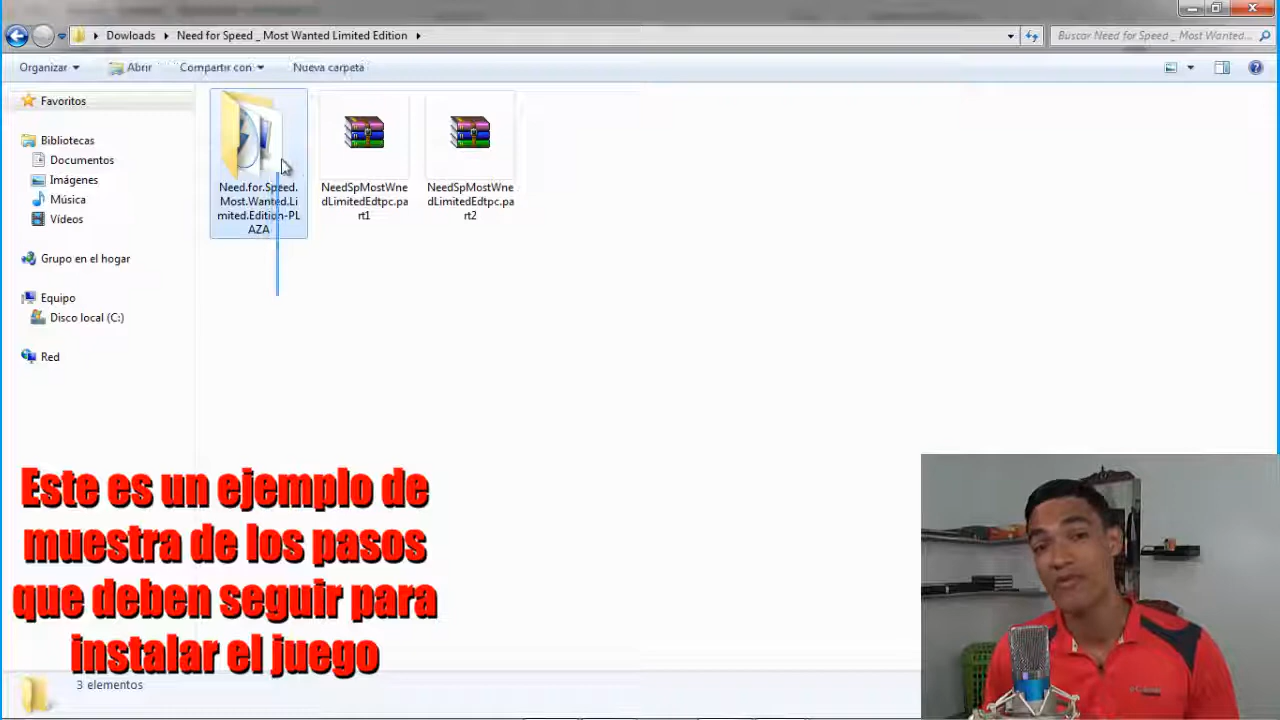 Dowloads
Need for Speed _ Most Wanted Limited Edition
Buscar Need for Speed _ Most Wanted...
Organizar
Abrir
Compartir con
Nueva carpeta
Favoritos
Bibliotecas
Documentos
Imágenes
Música
Vídeos
Grupo en el hogar
Equipo
Disco local (C:)
Red
Need.for.Speed.
Most.Wanted.Li
mited.Edition-PL
AZA
NeedSpMostWne
dLimitedEdtpc.pa
rt1
NeedSpMostWne
dLimitedEdtpc.pa
rt2
Este es un ejemplo de
muestra de los pasos
que deben seguir para
instalar el juego
3 elementos